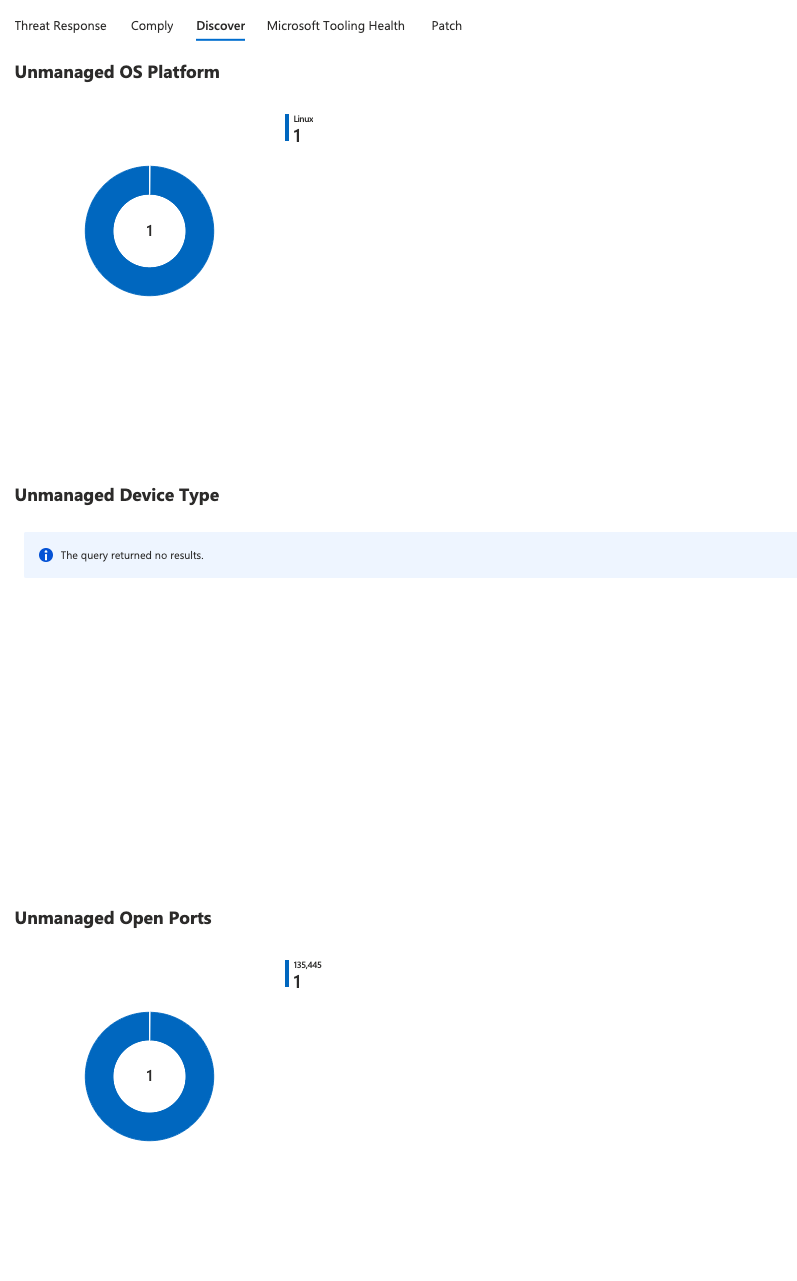 Threat Response Comply Discover Microsoft Tooling Health Patch
Unmanaged OS Platform
Linux
1
1
Unmanaged Device Type
The query returned no results.
Unmanaged Open Ports
135,445
1
1